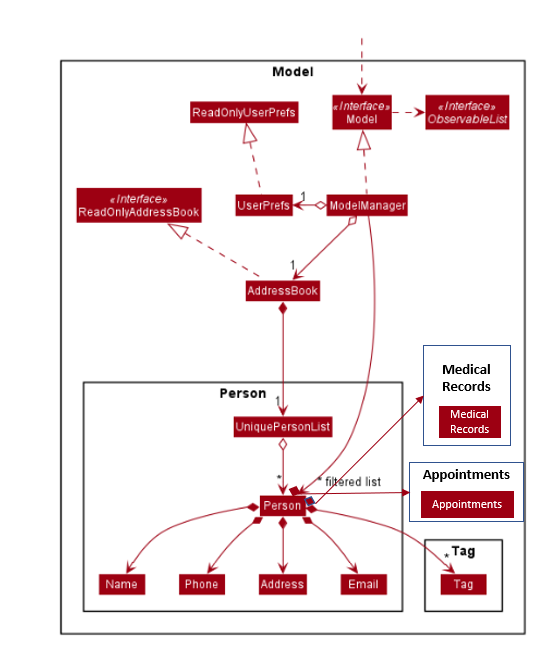 Model
«Interface»
Model
«Interface»
ObservableList
ReadOnlyUserPrefs
«Interface»
ReadOnlyAddressBook
UserPrefs
1
ModelManager
1
AddressBook
Person
1
UniquePersonList
Medical
Records
Medical
Records
*
* filtered list
Person
Appointments
Appointments
Tag
*
Name
Phone
Address
Email
Tag